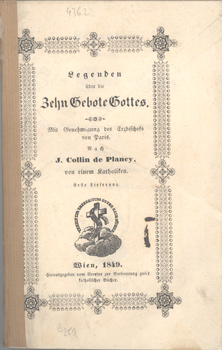 4762.
Legenden
über die
Zehn Gebote Gottes.
Mit Genehmigung des Erzbischofs
von Paris.
Nach
J. Collin de Plancy,
von einem Katholiken.
Erste Lieferung.
Wien, 1849.
Herausgegeben vom Vereine zur Verbreitung guter
katholischer Bücher.